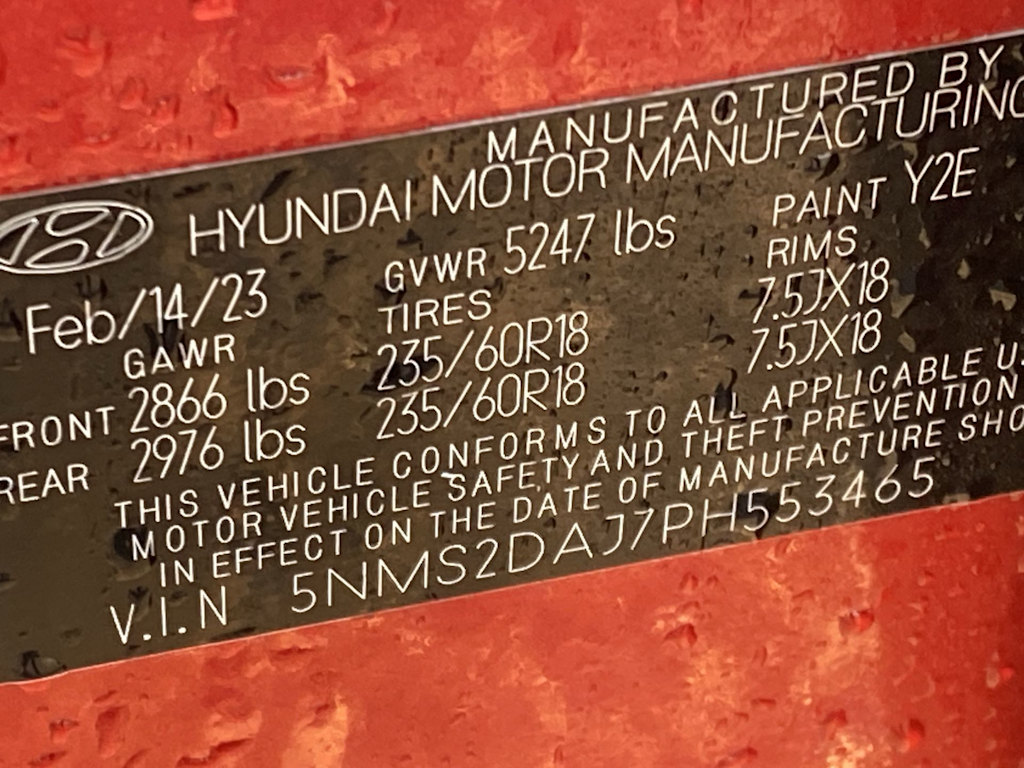 MANUFACTURED BY
HYUNDAI MOTOR MANUFACTURING
Feb/14/23 GVWR 5247 lbs PAINT Y2E
GAWR TIRES RIMS
FRONT 2866 lbs 235/60R18 7.5JX18
REAR 2976 lbs 235/60R18 7.5JX18
THIS VEHICLE CONFORMS TO ALL APPLICABLE U.
MOTOR VEHICLE SAFETY AND THEFT PREVENTION
IN EFFECT ON THE DATE OF MANUFACTURE SHO
V.I.N 5NMS2DAJ7PH553465